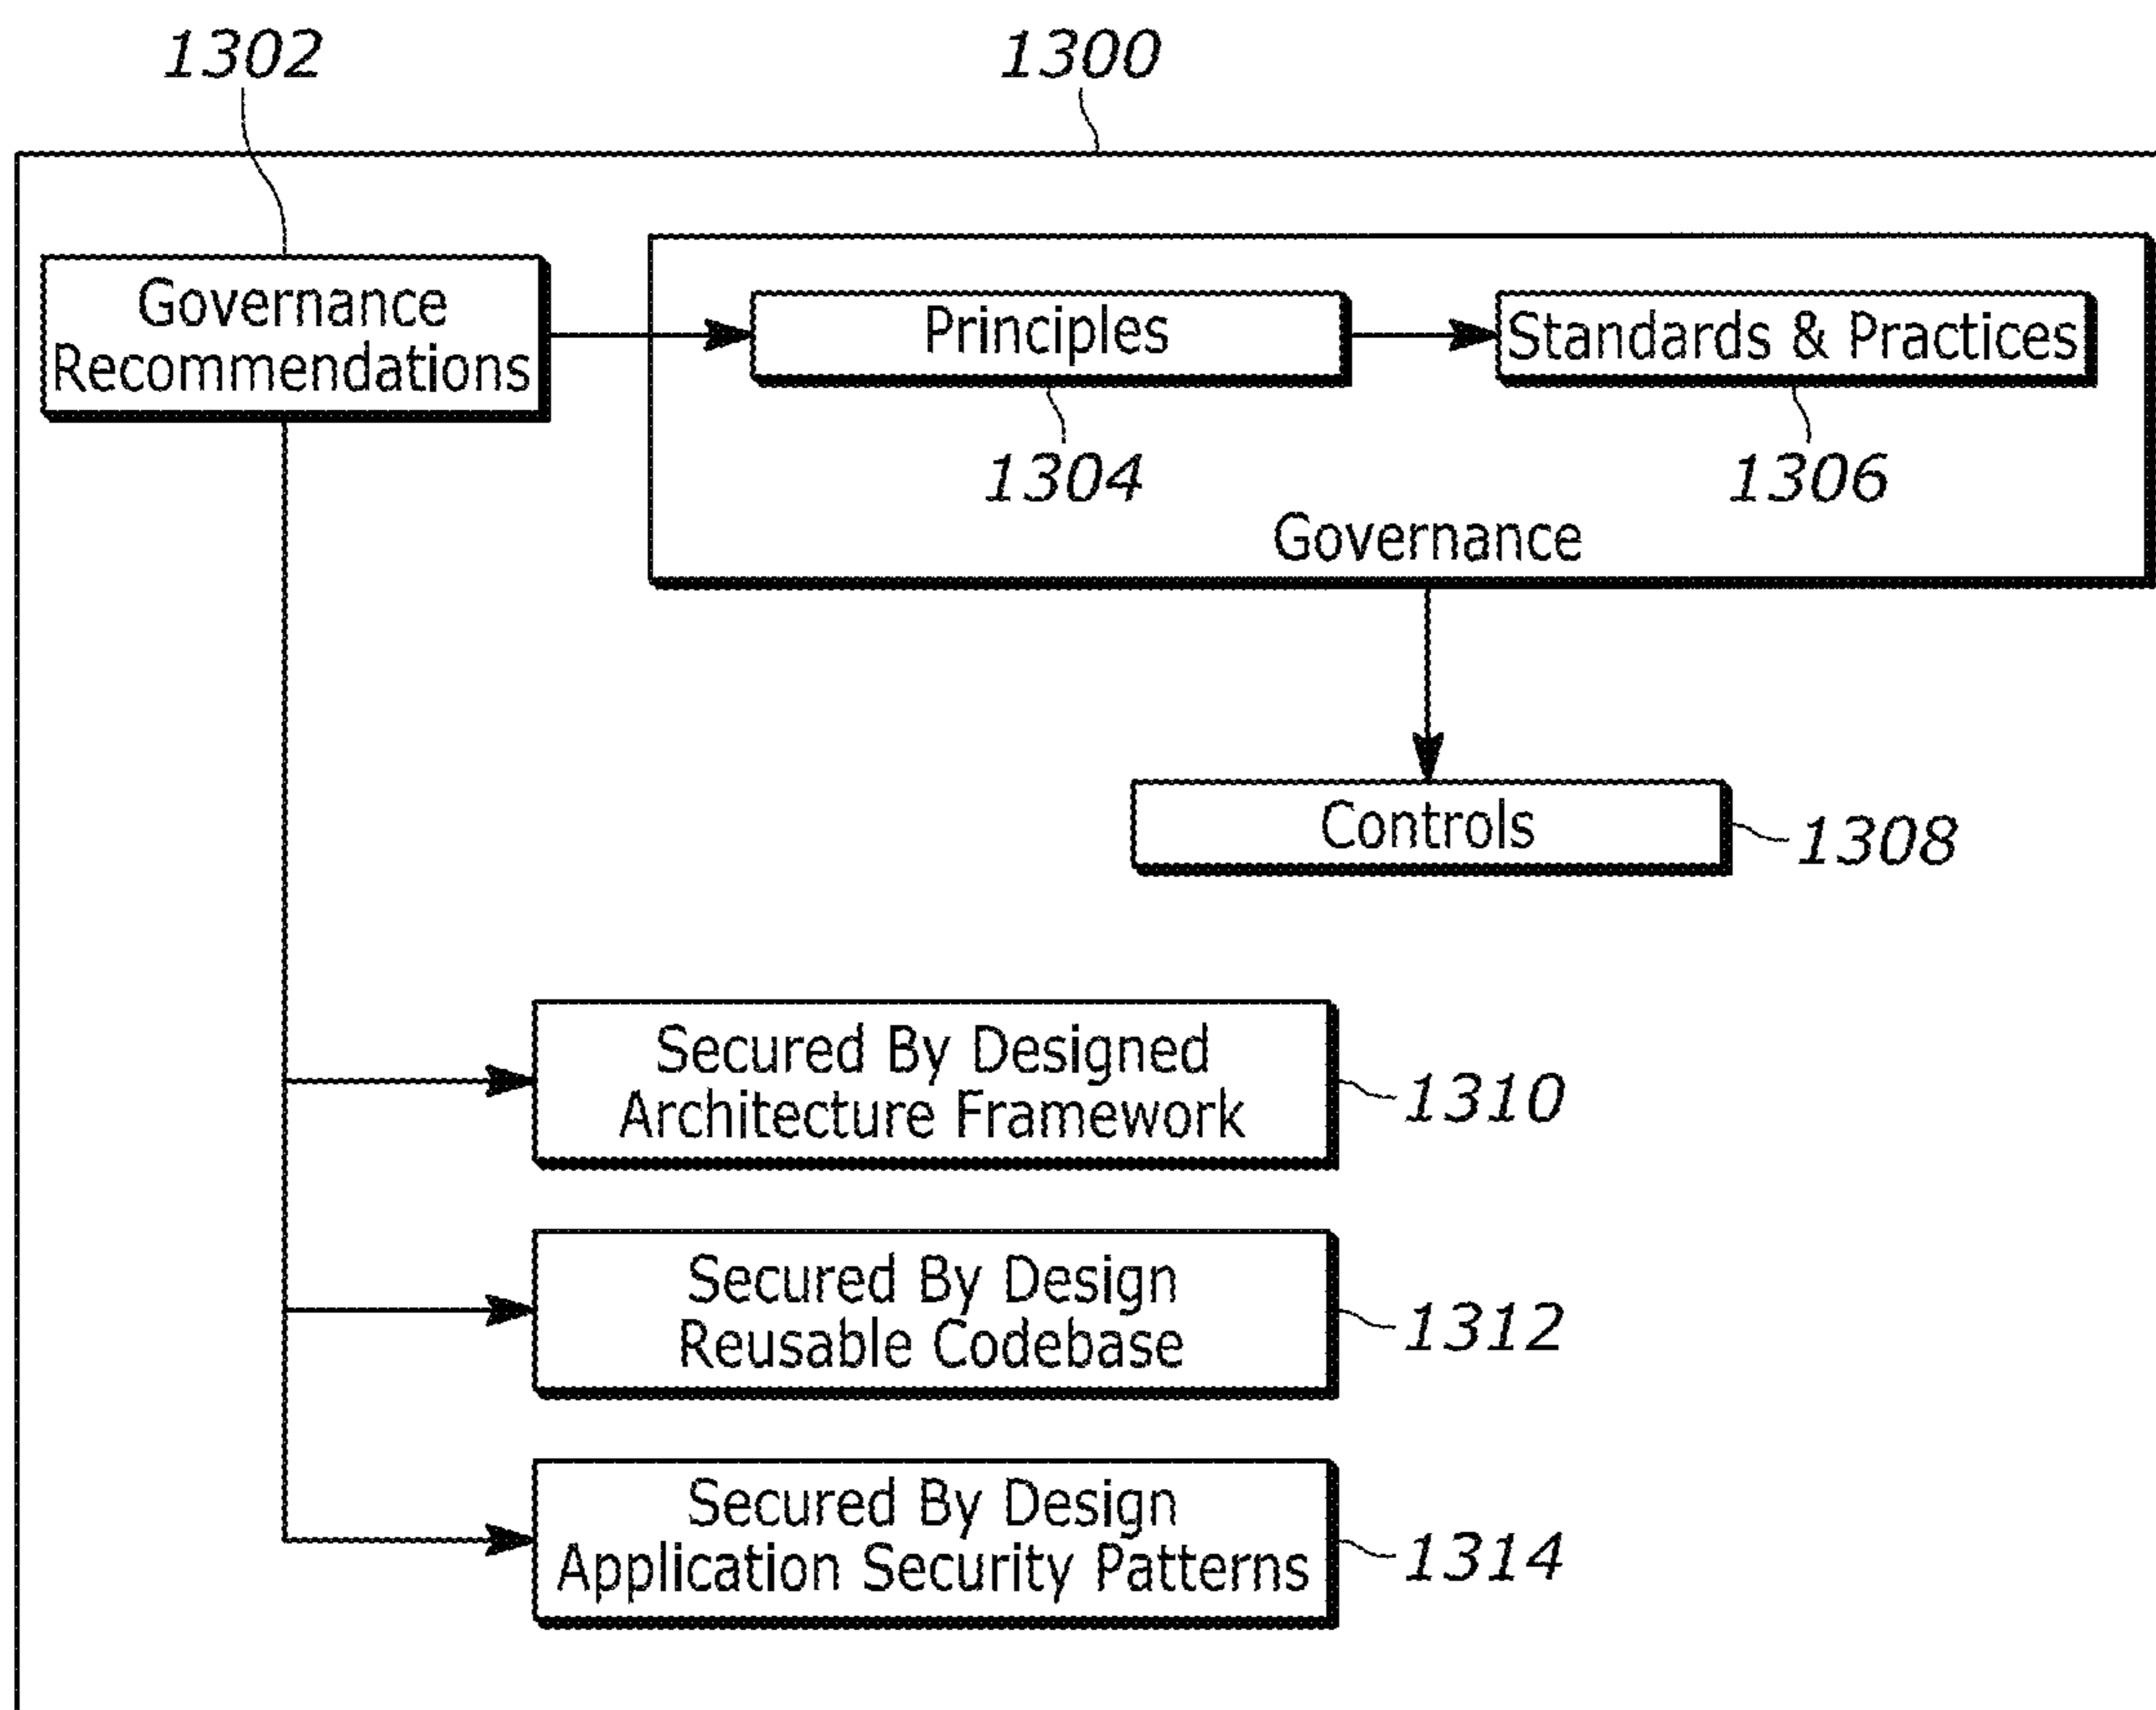 1302
1300
Governance
Recommendations
Principles
Standards & Practices
1304
1306
Governance
Controls
1308
Secured By Designed
Architecture Framework
1310
Secured By Design
Reusable Codebase
1312
Secured By Design
Application Security Patterns
1314